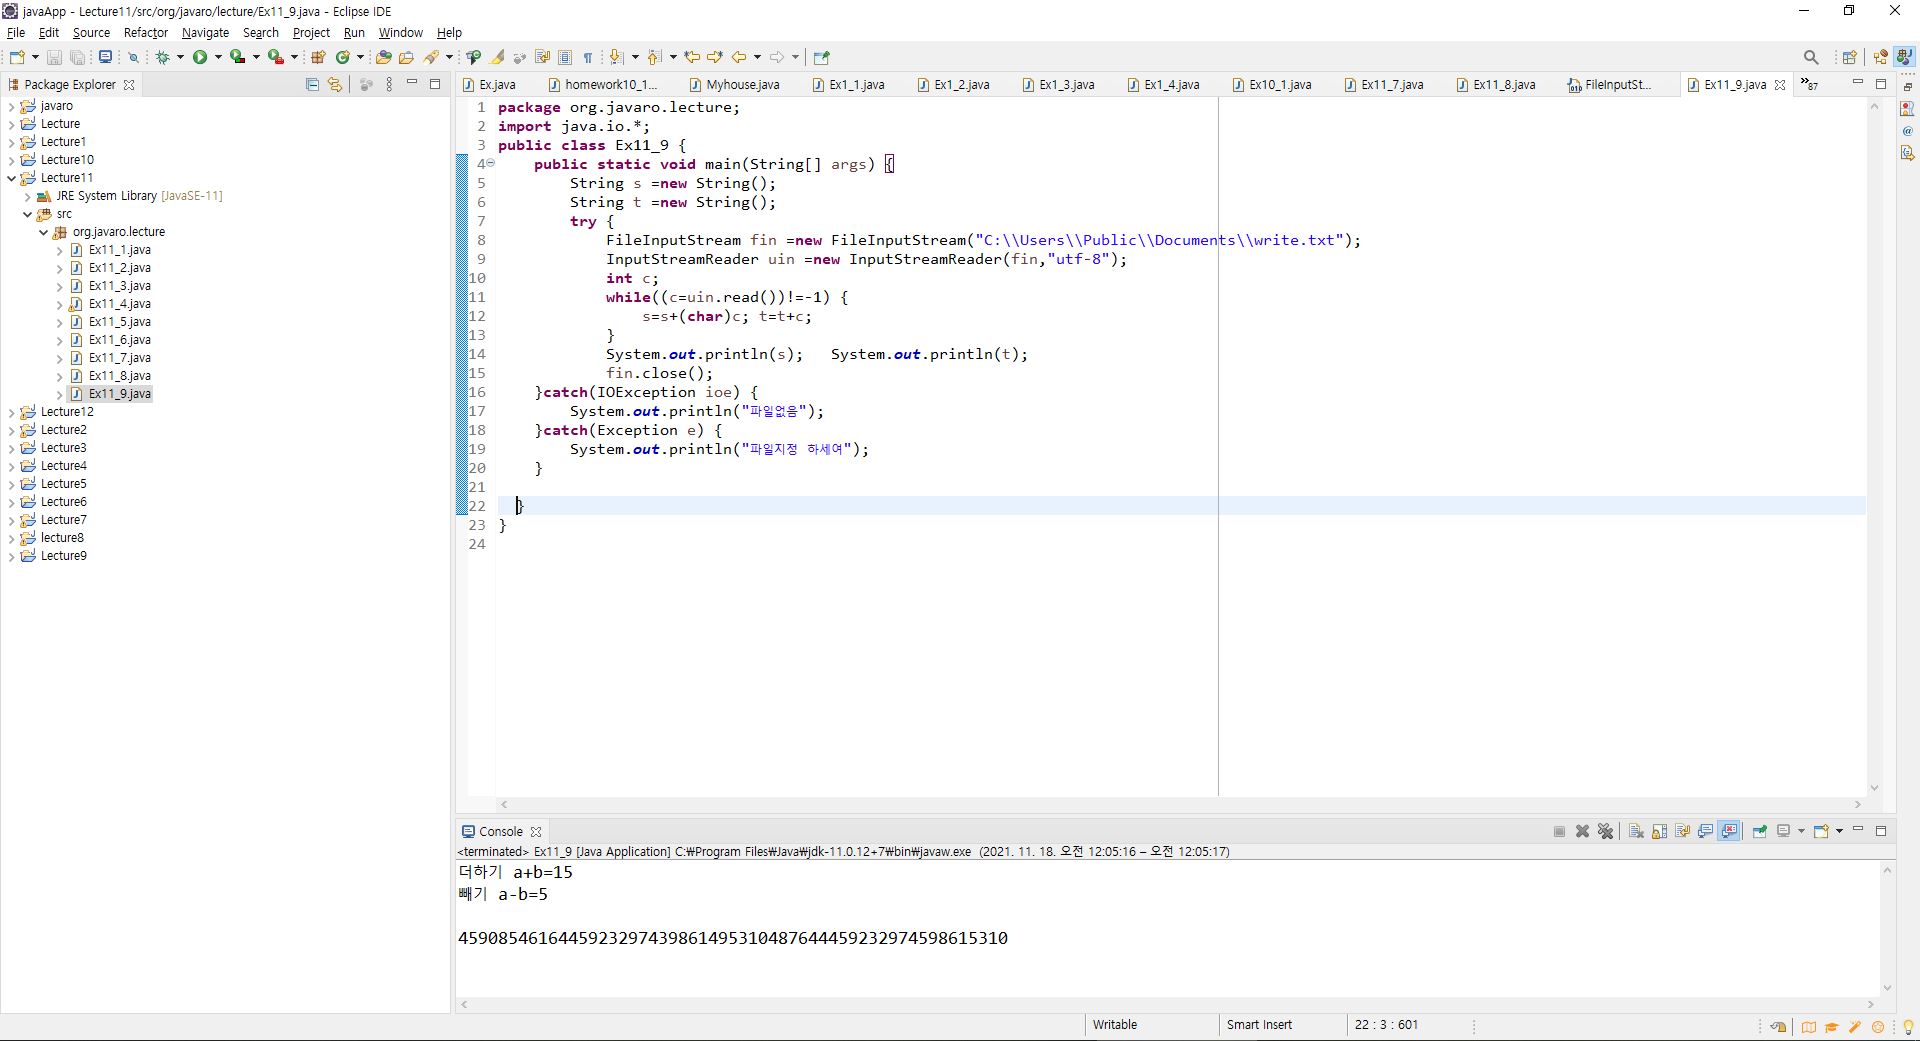 javaApp - Lecture11/src/org/javaro/lecture/Ex11_9.java - Eclipse IDE
File Edit Source Refactor Navigate Search Project Run Window Help
Package Explorer
javaro
Lecture
Lecture1
Lecture10
Lecture11
JRE System Library [JavaSE-11]
src
org.javaro.lecture
Ex11_1.java
Ex11_2.java
Ex11_3.java
Ex11_4.java
Ex11_5.java
Ex11_6.java
Ex11_7.java
Ex11_8.java
Ex11_9.java
Lecture12
Lecture2
Lecture3
Lecture4
Lecture5
Lecture6
Lecture7
lecture8
Lecture9
Ex.java homework10_1... Myhouse.java Ex1_1.java Ex1_2.java Ex1_3.java Ex1_4.java Ex10_1.java Ex11_7.java Ex11_8.java FileInputSt... Ex11_9.java »87
1 package org.javaro.lecture;
2 import java.io.*;
3 public class Ex11_9 {
4 public static void main(String[] args) {
5 String s =new String();
6 String t =new String();
7 try {
8 FileInputStream fin =new FileInputStream("C:\\Users\\Public\\Documents\\write.txt");
9 InputStreamReader uin =new InputStreamReader(fin,"utf-8");
10 int c;
11 while((c=uin.read())!=-1) {
12 s=s+(char)c; t=t+c;
13 }
14 System.out.println(s); System.out.println(t);
15 fin.close();
16 }catch(IOException ioe) {
17 System.out.println("파일없음");
18 }catch(Exception e) {
19 System.out.println("파일지정 하세여");
20 }
21
22 }
23 }
24
Console
<terminated> Ex11_9 [Java Application] C:₩Program Files₩Java₩jdk-11.0.12+7₩bin₩javaw.exe (2021. 11. 18. 오전 12:05:16 – 오전 12:05:17)
더하기 a+b=15
빼기 a-b=5
4590854616445923297439861495310487644459232974598615310
Writable Smart Insert 22 : 3 : 601